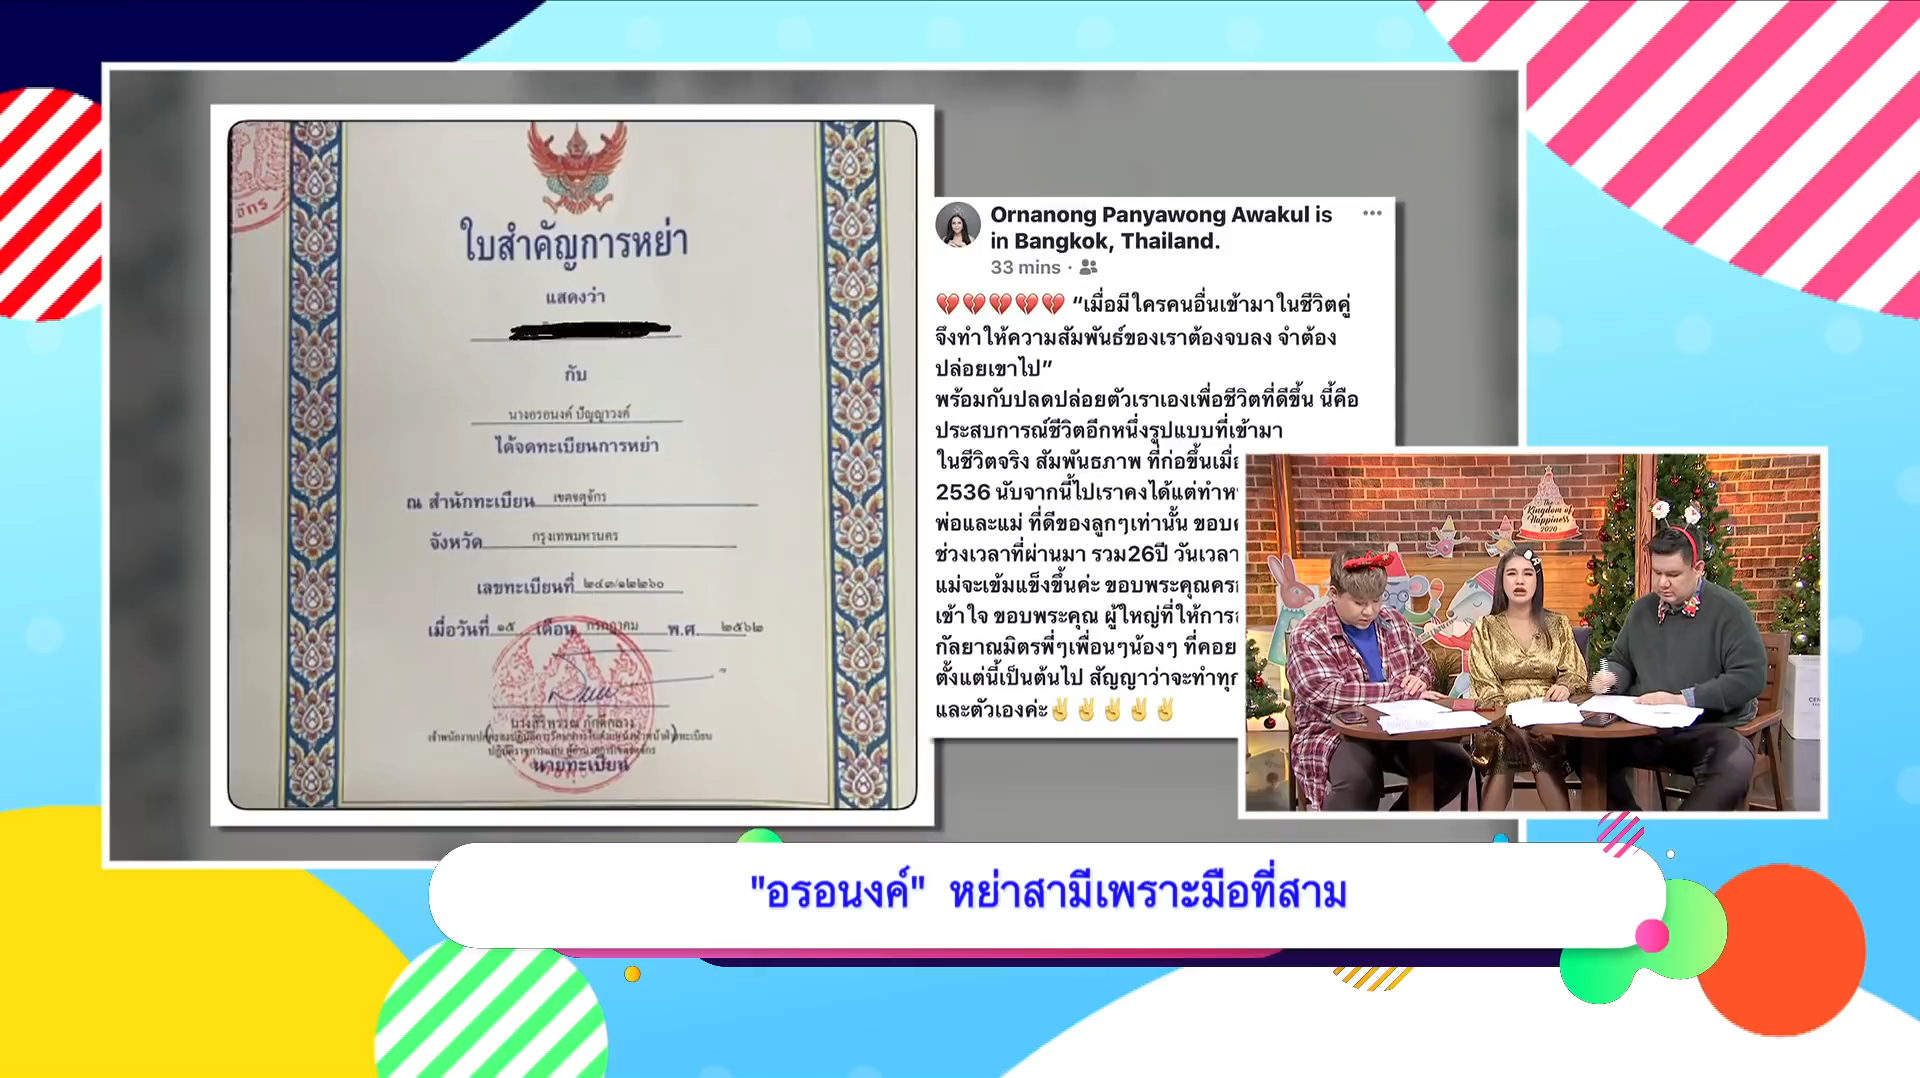 ใบสำคัญการหย่า
แสดงว่า
กับ
นางอรอนงค์ ปัญญาวงค์
ได้จดทะเบียนการหย่า
ณ สำนักทะเบียน เขตจตุจักร
จังหวัด กรุงเทพมหานคร
เลขทะเบียนที่ ๒๔๓/๑๒๒๖๐
เมื่อวันที่ ๑๕ เดือน กรกฎาคม พ.ศ. ๒๕๖๒
นายทะเบียน
Ornanong Panyawong Awakul is
in Bangkok, Thailand.
33 mins ·
💔💔💔💔💔 “เมื่อมีใครคนอื่นเข้ามาในชีวิตคู่
จึงทำให้ความสัมพันธ์ของเราต้องจบลง จำต้อง
ปล่อยเขาไป”
พร้อมกับปลดปล่อยตัวเราเองเพื่อชีวิตที่ดีขึ้น นี้คือ
ประสบการณ์ชีวิตอีกหนึ่งรูปแบบที่เข้ามา
ในชีวิตจริง สัมพันธภาพ ที่ก่อขึ้นเมื่อ
2536 นับจากนี้ไปเราคงได้แต่ทำห
พ่อและแม่ ที่ดีของลูกๆเท่านั้น ขอบค
ช่วงเวลาที่ผ่านมา รวม26ปี วันเวลา
แม่จะเข้มแข็งขึ้นค่ะ ขอบพระคุณคร
เข้าใจ ขอบพระคุณ ผู้ใหญ่ที่ให้การ
กัลยาณมิตรพี่ๆเพื่อนๆน้องๆ ที่คอย
ตั้งแต่นี้เป็นต้นไป สัญญาว่าจะทำทุก
และตัวเองค่ะ✌✌✌✌✌
The
Kingdom of
Happiness
2020
"อรอนงค์" หย่าสามีเพราะมือที่สาม